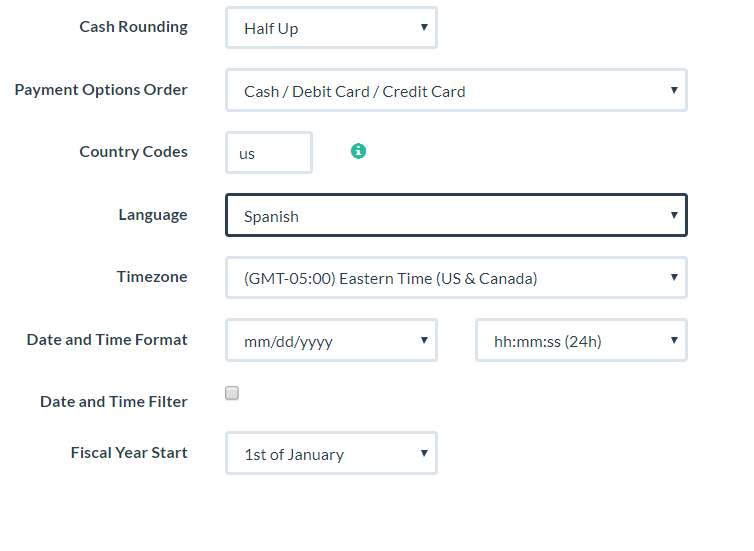 Cash Rounding Half Up
Payment Options Order Cash / Debit Card / Credit Card
Country Codes us
Language Spanish
Timezone (GMT-05:00) Eastern Time (US & Canada)
Date and Time Format mm/dd/yyyy hh:mm:ss (24h)
Date and Time Filter
Fiscal Year Start 1st of January